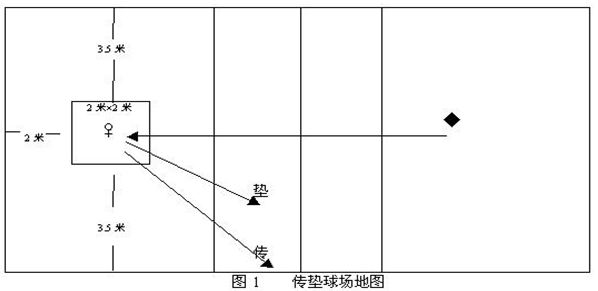 3.5 米
2 米×2 米
♀
2 米
垫
3.5 米
传
图 1 传垫球场地图